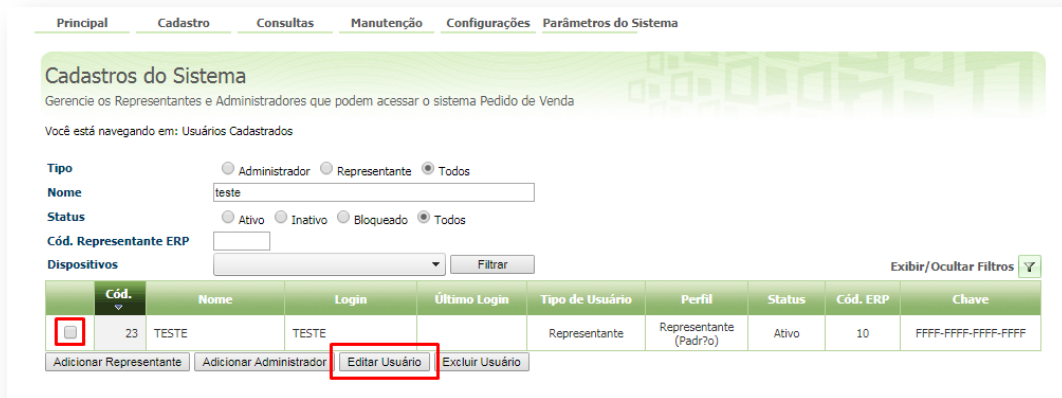 Principal Cadastro Consultas Manutenção Configurações Parâmetros do Sistema
Cadastros do Sistema
Gerencie os Representantes e Administradores que podem acessar o sistema Pedido de Venda
Você está navegando em: Usuários Cadastrados
Tipo Administrador Representante Todos
Nome teste
Status Ativo Inativo Bloqueado Todos
Cód. Representante ERP
Dispositivos Filtrar Exibir/Ocultar Filtros
Cód. Nome Login Último Login Tipo de Usuário Perfil Status Cód. ERP Chave
23 TESTE TESTE Representante Representante (Padr?o) Ativo 10 FFFF-FFFF-FFFF-FFFF
Adicionar Representante Adicionar Administrador Editar Usuário Excluir Usuário